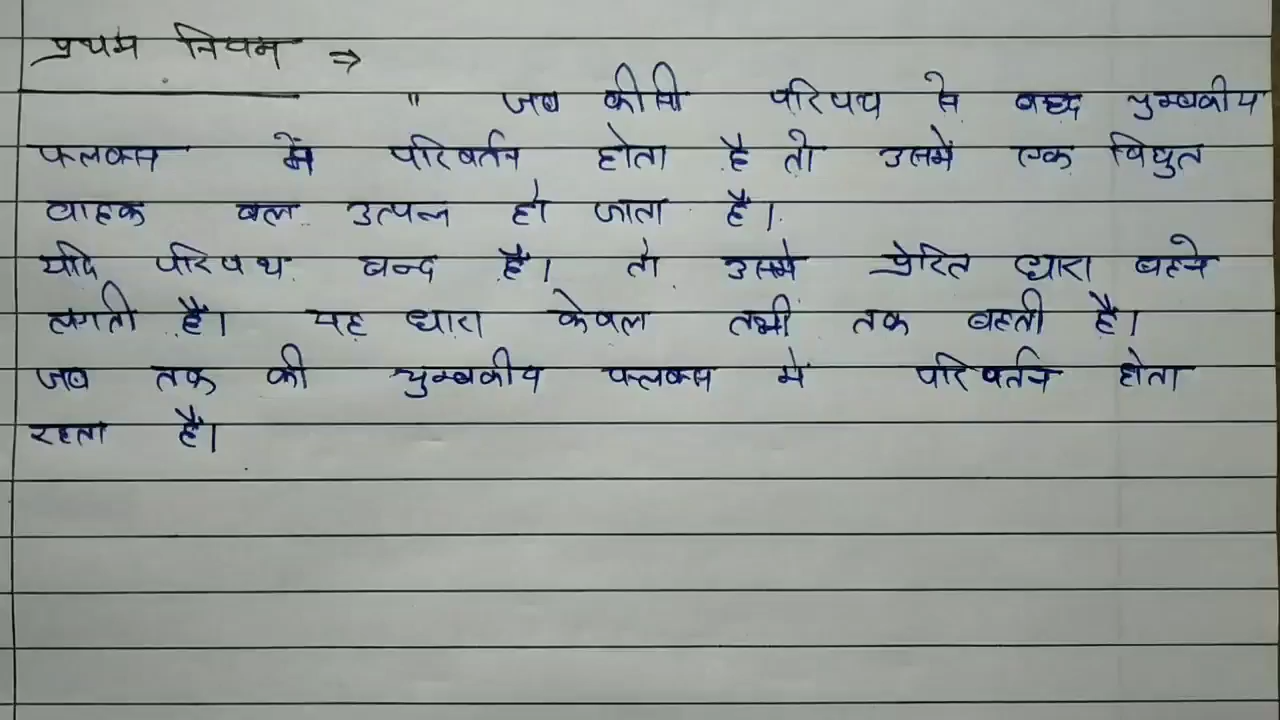 प्रथम नियम ⇒
" जब कीसी परिपथ से बद्ध चुम्बकीय
फ्लक्स में परिवर्तन होता है तो उसमें एक विधुत
वाहक बल उत्पन्न हो जाता है।
यदि परिपथ बन्द है। तो उसमें प्रेरित धारा बहने
लगती है। यह धारा केवल तभी तक बहती है।
जब तक की चुम्बकीय फ्लक्स में परिवर्तन होता
रहता है।